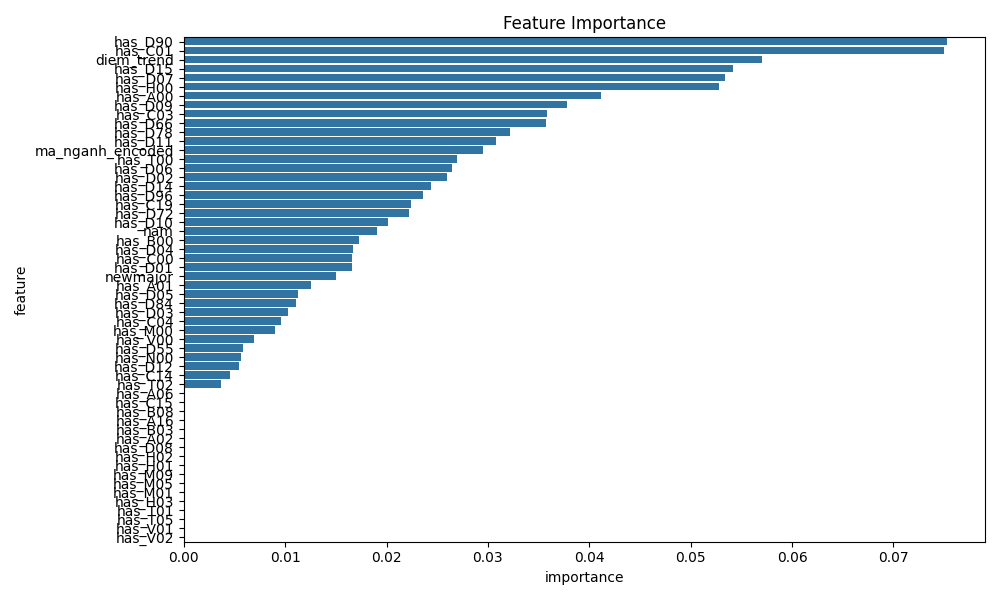 Feature Importance
has_D90
has_C01
diem_trend
has_D15
has_D07
has_H00
has_A00
has_D09
has_C03
has_D66
has_D78
has_D11
ma_nganh_encoded
has_T00
has_D06
has_D02
has_D14
has_D96
has_C19
has_D72
has_D10
nam
has_B00
has_D04
has_C00
has_D01
newmajor
has_A01
has_D05
has_D84
has_D03
has_C04
has_M00
has_V00
has_D55
has_N00
has_D12
has_C14
has_T02
has_A06
has_C15
has_B08
has_A16
has_B03
has_A02
has_D08
has_H02
has_H01
has_M09
has_M05
has_M01
has_H03
has_T01
has_T05
has_V01
has_V02
feature
0.00 0.01 0.02 0.03 0.04 0.05 0.06 0.07
importance